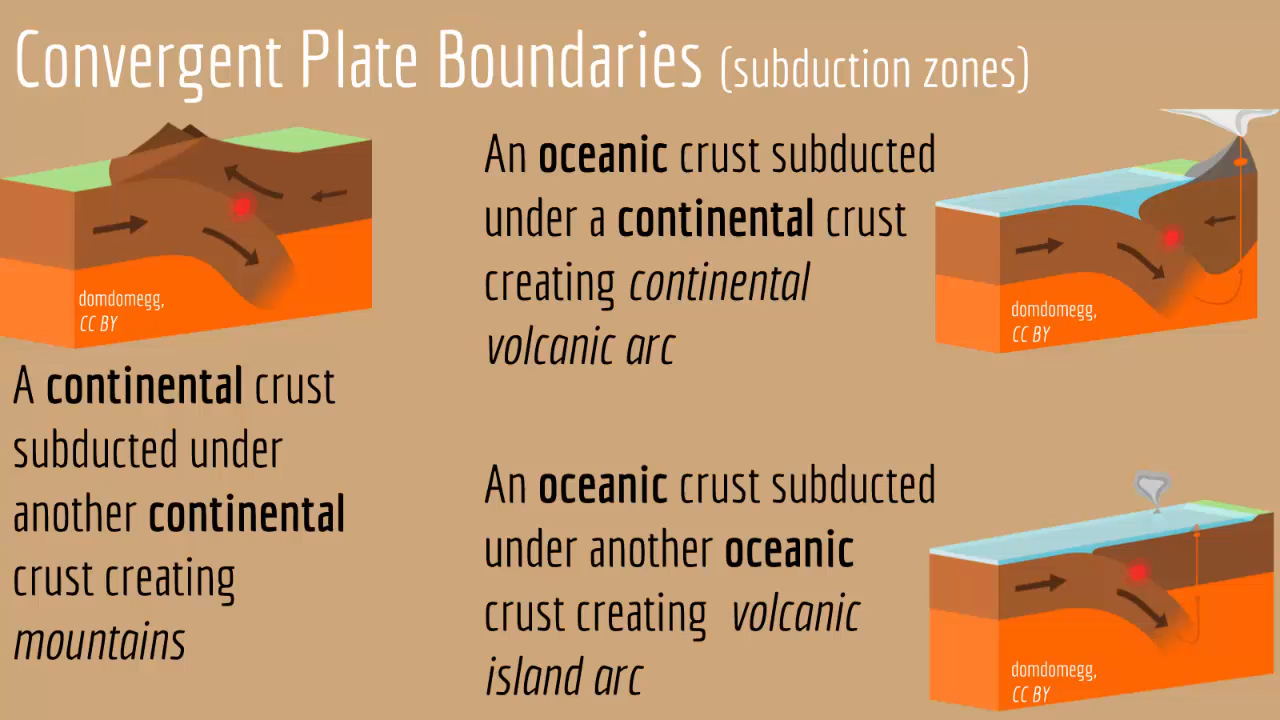 Convergent Plate Boundaries (subduction zones)
domdomegg,
CC BY
A continental crust
subducted under
another continental
crust creating
mountains
An oceanic crust subducted
under a continental crust
creating continental
volcanic arc
domdomegg,
CC BY
An oceanic crust subducted
under another oceanic
crust creating volcanic
island arc
domdomegg,
CC BY